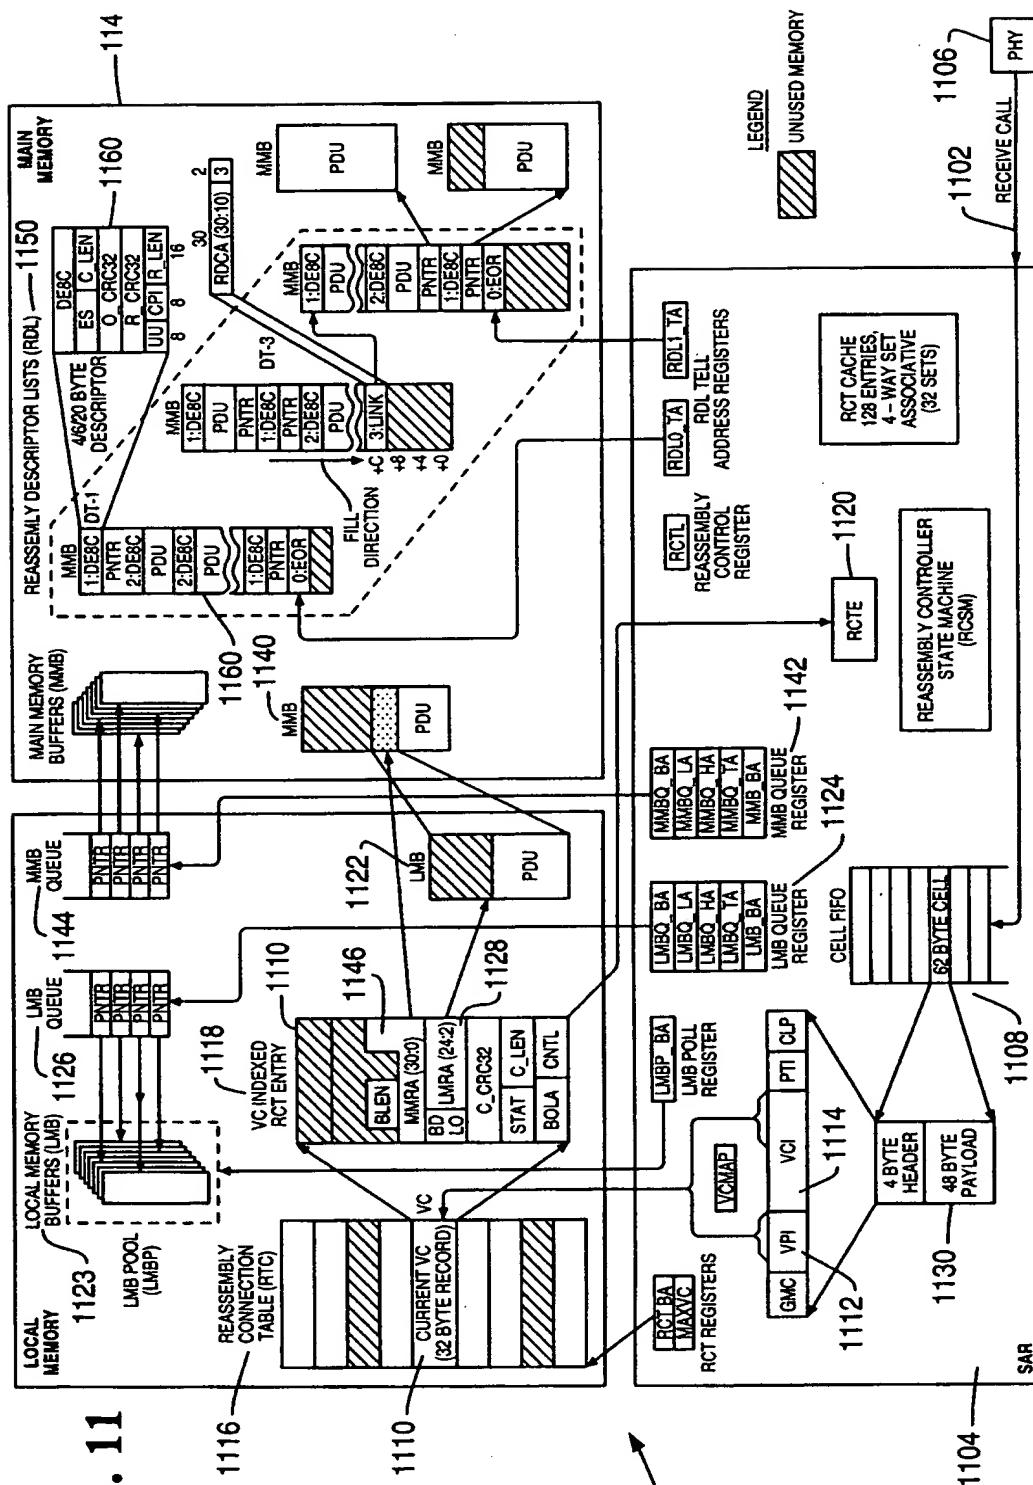 . 11
LOCAL
MEMORY
LOCAL MEMORY
BUFFERS (LMB)
1123
LMB POOL
(LMBP)
1126
LMB
QUEUE
PNTR
PNTR
PNTR
PNTR
1144
MMB
QUEUE
PNTR
PNTR
PNTR
PNTR
1116
REASSEMBLY
CONNECTION
TABLE (RTC)
CURRENT VC
(32 BYTE RECORD)
VC
1110
1118
VC INDEXED
RCT ENTRY
1110
1146
BLEN
MMRA (30:0)
BD
LO
LMRA (24:2)
C_CRC32
STAT
C_LEN
BOLA
CNTL
1128
1122
LMB
PDU
MAIN MEMORY
BUFFERS (MMB)
1140
MMB
PDU
MAIN
MEMORY
114
REASSEMLY DESCRIPTOR LISTS (RDL)
1150
MMB
1:DE8C
PNTR
2:DE8C
PDU
2:DE8C
PDU
1:DE8C
PNTR
0:EOR
DT-1
1160
4/6/20 BYTE
DESCRIPTOR
DE8C
ES
C_LEN
O_CRC32
R_CRC32
UU
CPI
R_LEN
8
8
16
1160
FILL
DIRECTION
MMB
1:DE8C
PDU
PNTR
1:DE8C
PNTR
2:DE8C
PDU
3:LINK
+C
+8
+4
+0
DT-3
30
2
RDCA (30:10)
3
MMB
1:DE8C
PDU
2:DE8C
PDU
PNTR
1:DE8C
PNTR
0:EOR
MMB
PDU
MMB
PDU
LEGEND
UNUSED MEMORY
RCT BA
MAXVC
RCT REGISTERS
LMBP_BA
LMB POLL
REGISTER
LMBQ_BA
LMBQ_LA
LMBQ_HA
LMBQ_TA
LMB_BA
LMB QUEUE
REGISTER
1124
MMBQ_BA
MMBQ_LA
MMBQ_HA
MMBQ_TA
MMB_BA
MMB QUEUE
REGISTER
1142
RCTL
REASSEMBLY
CONTROL
REGISTER
RDL0_TA
RDL1_TA
RDL TELL
ADDRESS REGISTERS
VCMAP
GMC
VPI
VCI
PTI
CLP
1112
1114
4 BYTE
HEADER
48 BYTE
PAYLOAD
1130
CELL FIFO
62 BYTE CELL
1108
RCTE
1120
REASSEMBLY CONTROLLER
STATE MACHINE
(RCSM)
RCT CACHE
128 ENTRIES,
4 – WAY SET
ASSOCIATIVE
(32 SETS)
SAR
1104
1102
RECEIVE CALL
1106
PHY